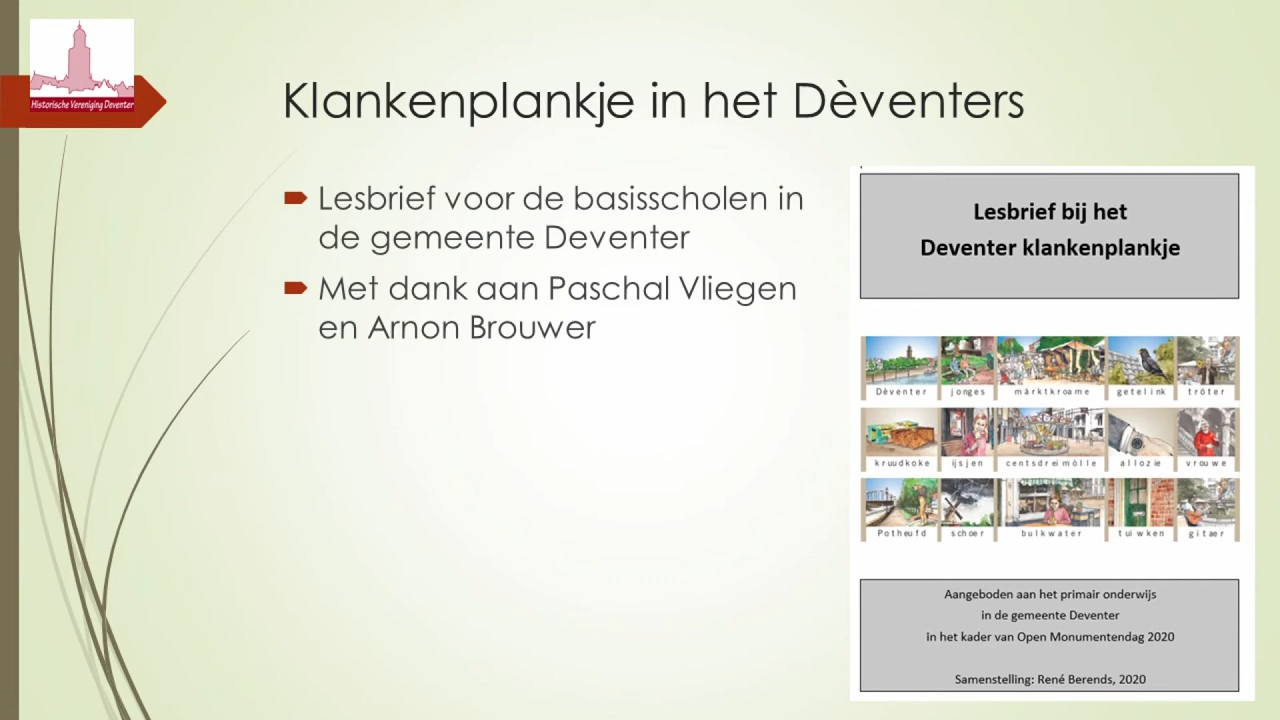 Historische Vereniging Deventer
Klankenplankje in het Dèventers
Lesbrief voor de basisscholen in
de gemeente Deventer
Met dank aan Paschal Vliegen
en Arnon Brouwer
Lesbrief bij het
Deventer klankenplankje
Dèventer jonges màrktkroame getelink tröter
kruudkoke ijsjen centsdreimölle allozie vrouwe
Potheufd schoer bulkwater tuiwken gitaer
Aangeboden aan het primair onderwijs
in de gemeente Deventer
in het kader van Open Monumentendag 2020
Samenstelling: René Berends, 2020